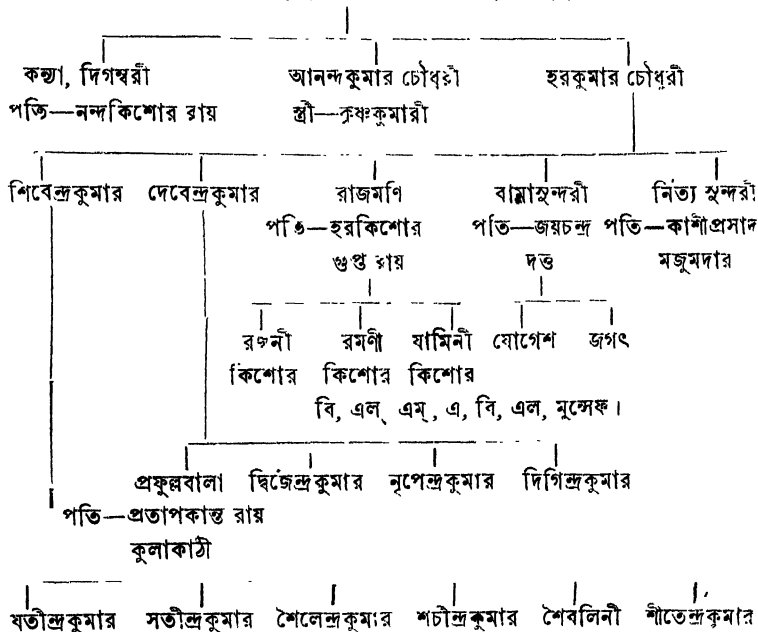 কন্যা, দিগম্বরী আনন্দকুমার চৌধুরী হরকুমার চৌধুরী
পতি—নন্দকিশোর রায় স্ত্রী—কৃষ্ণকুমারী
শিবেন্দ্রকুমার দেবেন্দ্রকুমার রাজমণি বামাসুন্দরী নিত্য সুন্দরী
পতি—হরকিশোর পতি—জয়চন্দ্র পতি—কাশীপ্রসাদ
গুপ্ত রায় দত্ত মজুমদার
রজনী রমণী যামিনী যোগেশ জগৎ
কিশোর কিশোর কিশোর
বি, এল্ এম্, এ, বি, এল, মুন্সেফ।
প্রফুল্লবালা দ্বিজেন্দ্রকুমার নৃপেন্দ্রকুমার দিগিন্দ্রকুমার
পতি—প্রতাপকান্ত রায়
কুলাকাঠী
যতীন্দ্রকুমার সতীন্দ্রকুমার শৈলেন্দ্রকুমার শচীন্দ্রকুমার শৈবলিনী শীতেন্দ্রকুমার